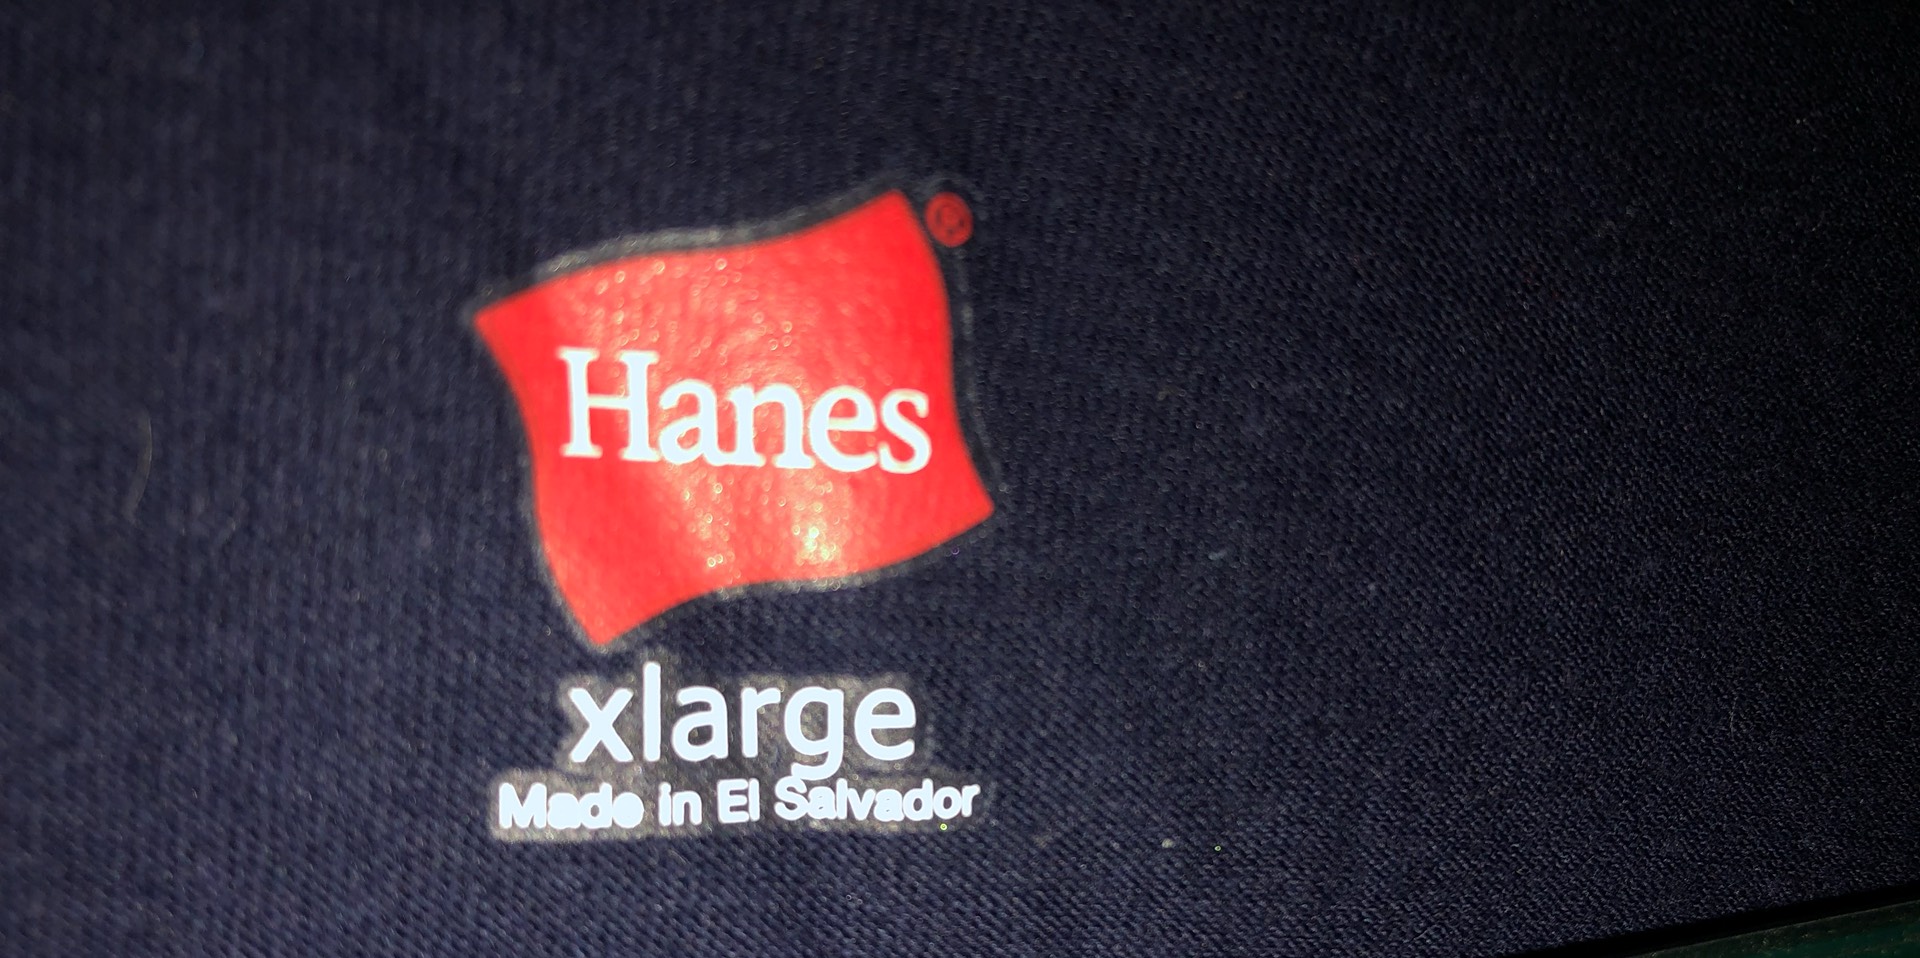 Hanes®
xlarge
Made in El Salvador